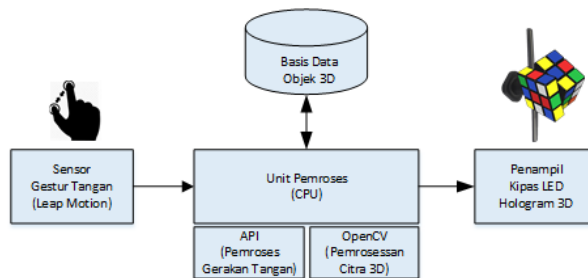 Basis Data
Objek 3D
Sensor
Gestur Tangan
(Leap Motion)
Unit Pemroses
(CPU)
Penampil
Kipas LED
Hologram 3D
API
(Pemroses
Gerakan Tangan)
OpenCV
(Pemrosessan
Citra 3D)